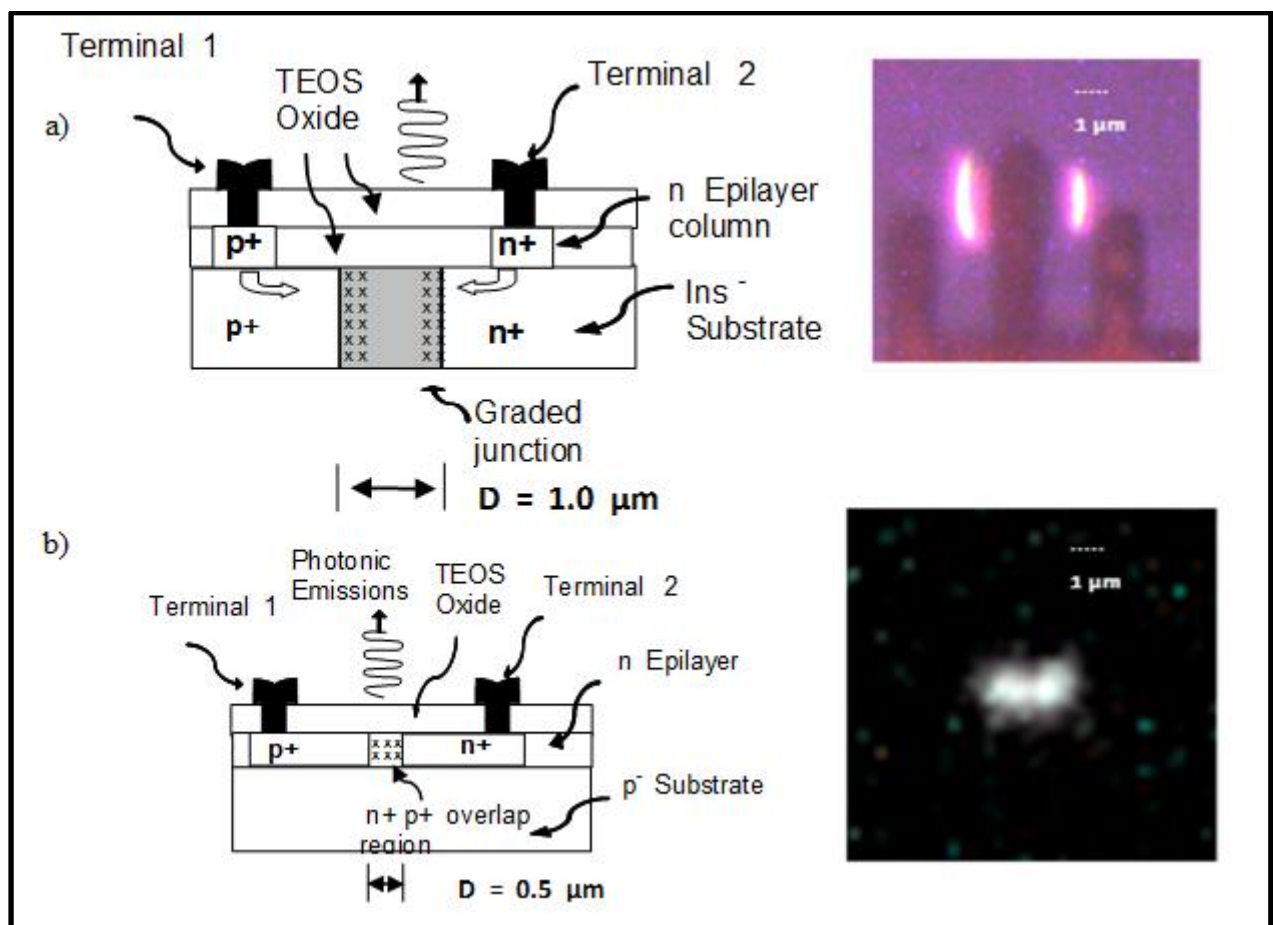 Terminal 1
TEOS
Oxide
Terminal 2
a)
1 µm
n Epilayer
column
p+
n+
x x
x x
x x
x x
x x
x x
x x
x x
x x
x x
x x
x x
x x
x x
p+
n+
Ins -
Substrate
Graded
junction
D = 1.0 µm
b)
Photonic
Emissions
TEOS
Oxide
Terminal 1
Terminal 2
1 µm
n Epilayer
p+
x x x
x x x
n+
p- Substrate
n+ p+ overlap
region
D = 0.5 µm